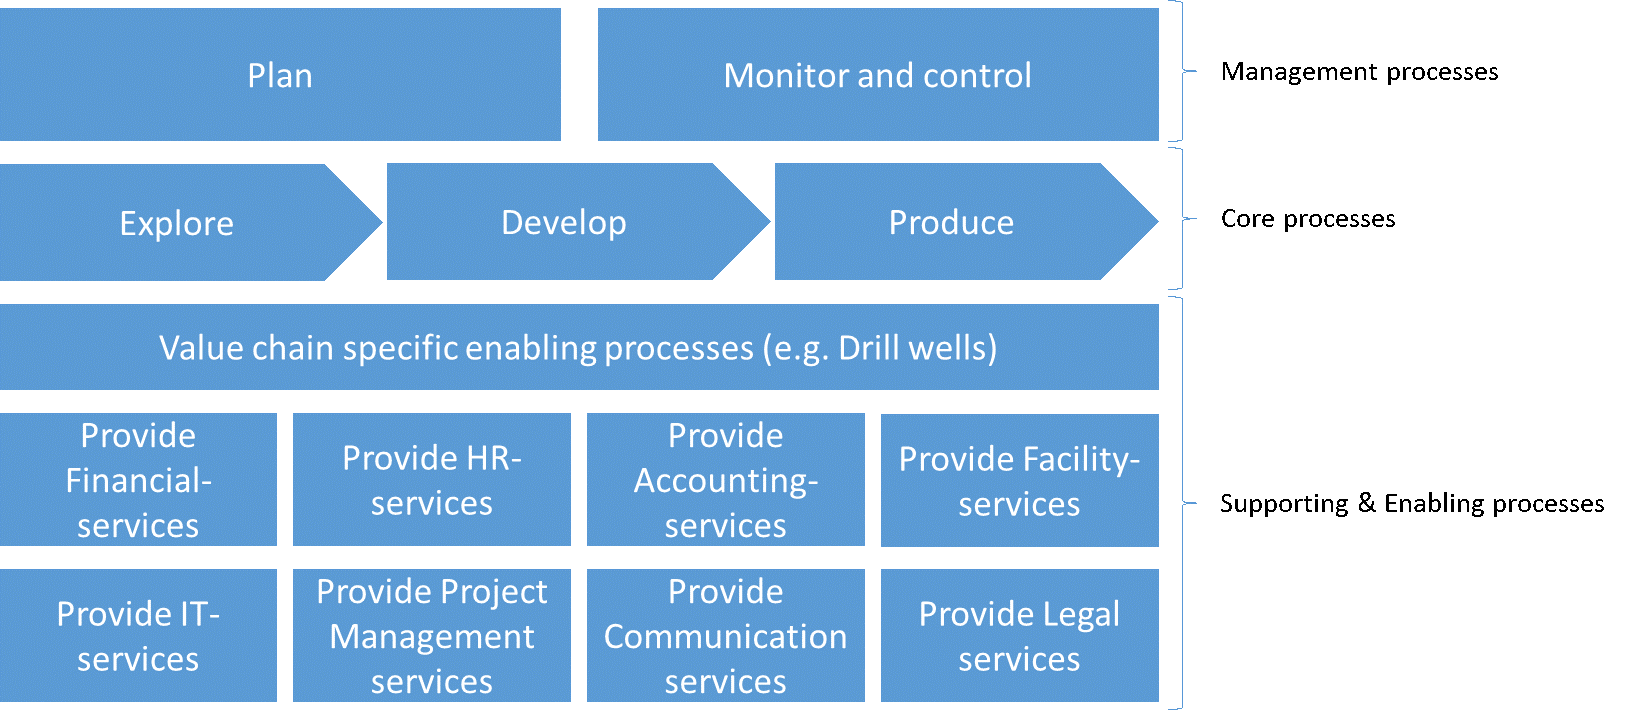 Plan
Monitor and control
Management processes
Explore
Develop
Produce
Core processes
Value chain specific enabling processes (e.g. Drill wells)
Provide
Financial-
services
Provide HR-
services
Provide
Accounting-
services
Provide Facility-
services
Supporting & Enabling processes
Provide IT-
services
Provide Project
Management
services
Provide
Communication
services
Provide Legal
services